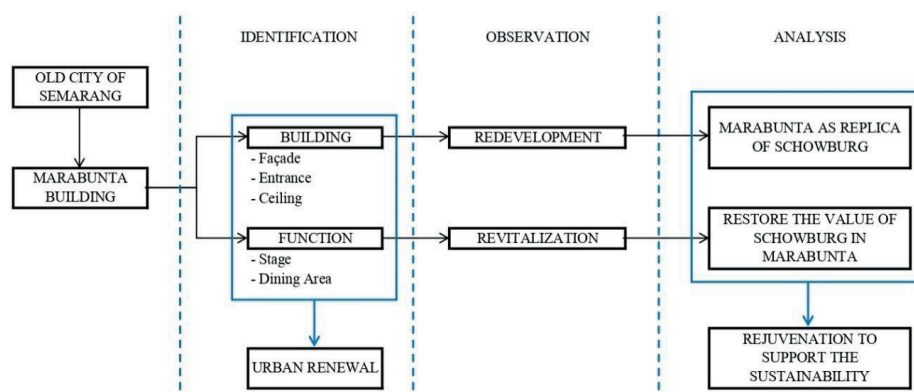 IDENTIFICATION
OBSERVATION
ANALYSIS
OLD CITY OF
SEMARANG
MARABUNTA
BUILDING
BUILDING
- Façade
- Entrance
- Ceiling
FUNCTION
- Stage
- Dining Area
URBAN RENEWAL
REDEVELOPMENT
REVITALIZATION
MARABUNTA AS REPLICA
OF SCHOWBURG
RESTORE THE VALUE OF
SCHOWBURG IN
MARABUNTA
REJUVENATION TO
SUPPORT THE
SUSTAINABILITY